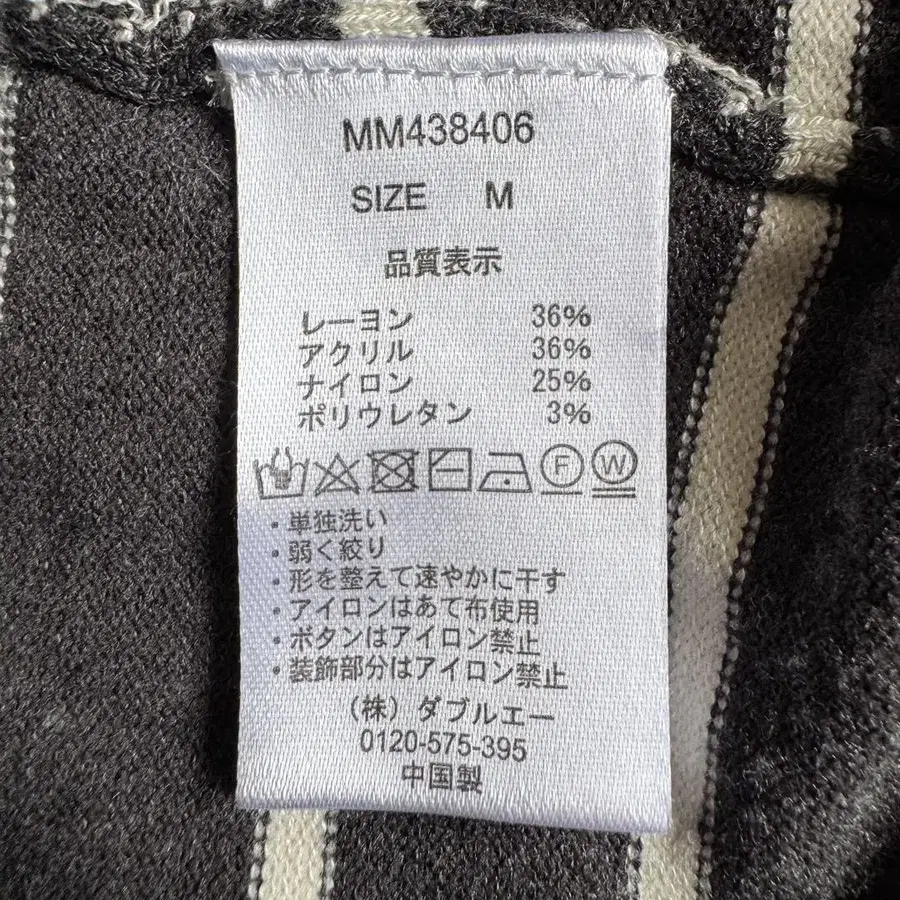 MM438406
SIZE M
品質表示
レーヨン 36%
アクリル 36%
ナイロン 25%
ポリウレタン 3%
F W
・単独洗い
・弱く絞り
・形を整えて速やかに干す
・アイロンはあて布使用
・ボタンはアイロン禁止
・装飾部分はアイロン禁止
(株)ダブルエー
0120-575-395
中国製